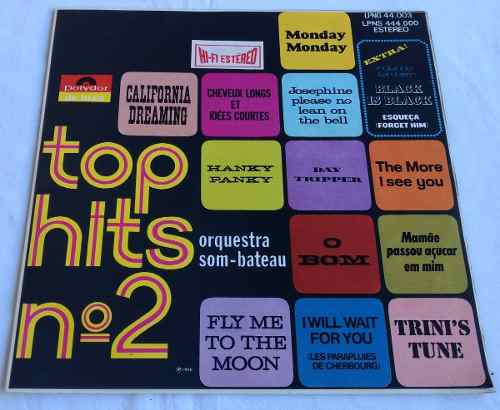 LPNG 44.003
LPNS 444.000
ESTEREO
HI-FI ESTEREO
Monday
Monday
EXTRA!
BLACK
IS BLACK
ESQUEÇA
(FORGET HIM)
polydor
CALIFORNIA
DREAMING
CHEVEUX LONGS
ET
IDÉES COURTES
Josephine
please no
lean on
the bell
top
hits
nº2
HANKY
PANKY
DAY
TRIPPER
The More
I see you
orquestra
som-bateau
O
BOM
Mamãe
passou açúcar
em mim
FLY ME
TO THE
MOON
I WILL WAIT
FOR YOU
(LES PARAPLUIES
DE CHERBOURG)
TRINI'S
TUNE